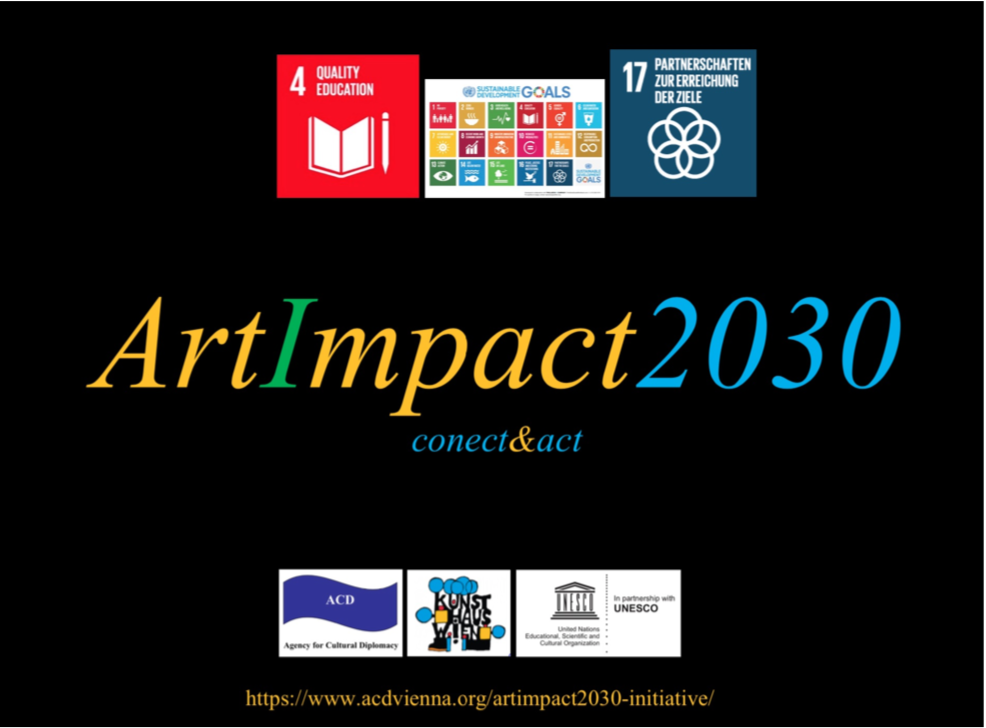 4 QUALITY
EDUCATION
SUSTAINABLE
DEVELOPMENT GOALS
17 PARTNERSCHAFTEN
ZUR ERREICHUNG
DER ZIELE
ArtImpact2030
conect&act
ACD
Agency for Cultural Diplomacy
KUNST
HAUS
WIEN
UNESCO
United Nations
Educational, Scientific and
Cultural Organization
In partnership with
UNESCO
https://www.acdvienna.org/artimpact2030-initiative/